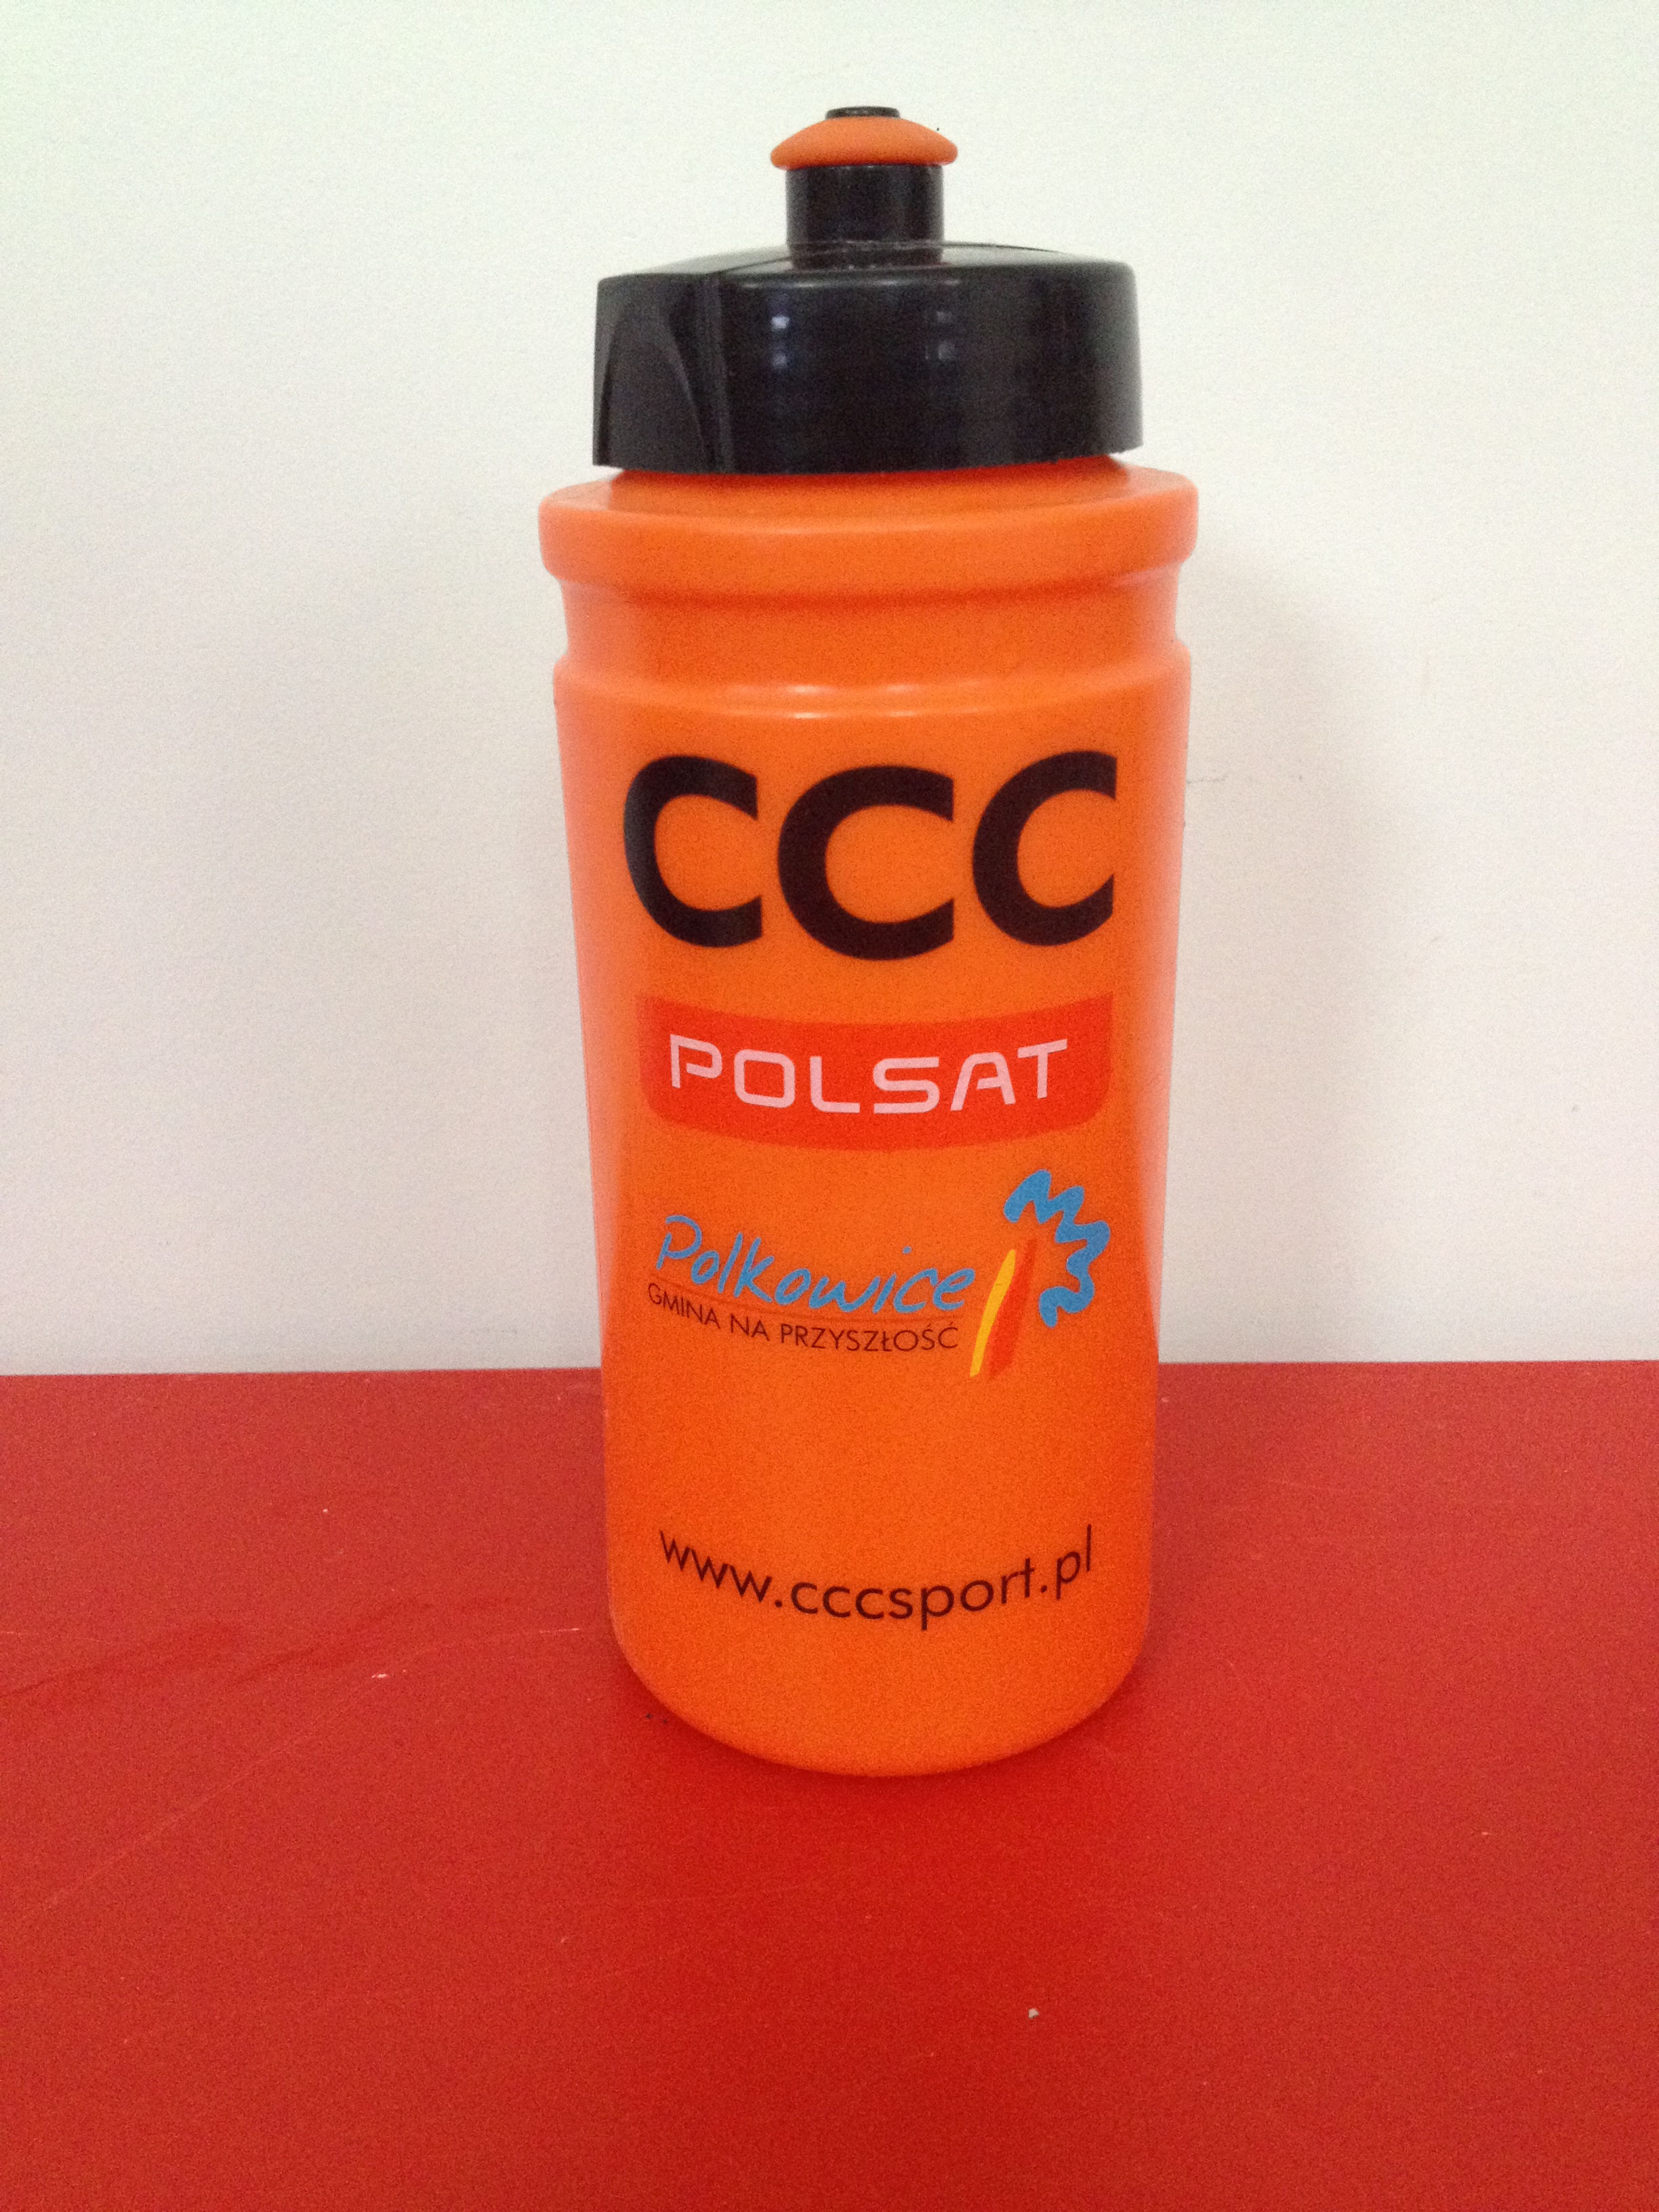 CCC
POLSAT
Polkowice
GMINA NA PRZYSZŁOŚĆ
www.cccsport.pl